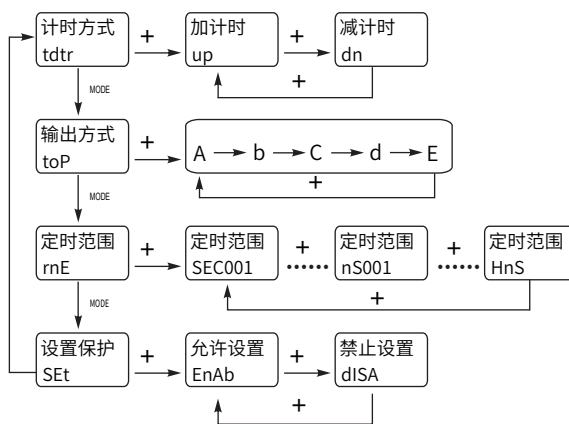 计时方式 + 加计时 + 减计时
tdtr up dn
+
MODE
输出方式 +
toP A b C d E
+
MODE
定时范围 + 定时范围 + 定时范围 + 定时范围
rnE SEC001 ...... nS001 ...... HnS
+
MODE
设置保护 + 允许设置 + 禁止设置
SEt EnAb dISA
+